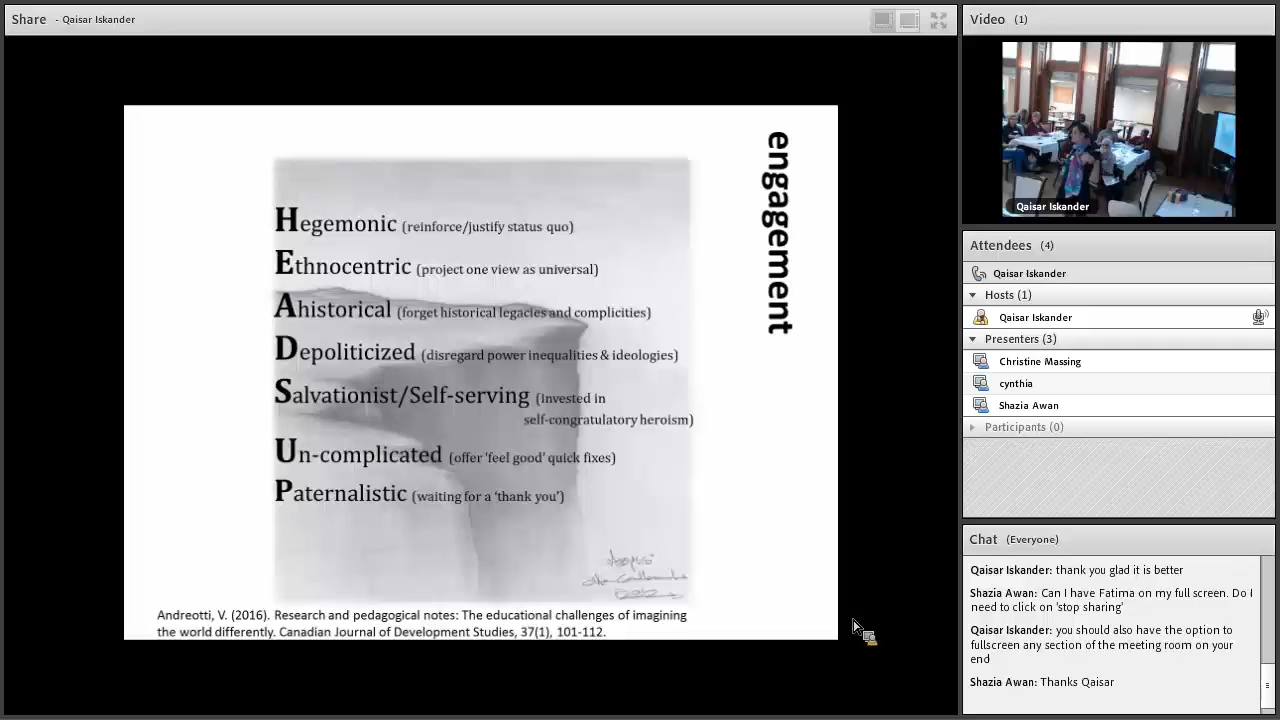 Share - Qaisar Iskander
engagement
Hegemonic (reinforce/justify status quo)
Ethnocentric (project one view as universal)
Ahistorical (forget historical legacies and complicities)
Depoliticized (disregard power inequalities & ideologies)
Salvationist/Self-serving (invested in
self-congratulatory heroism)
Un-complicated (offer 'feel good' quick fixes)
Paternalistic (waiting for a 'thank you')
Andreotti, V. (2016). Research and pedagogical notes: The educational challenges of imagining
the world differently. Canadian Journal of Development Studies, 37(1), 101-112.
Video (1)
Qaisar Iskander
Attendees (4)
Qaisar Iskander
Hosts (1)
Qaisar Iskander
Presenters (3)
Christine Massing
cynthia
Shazia Awan
Participants (0)
Chat (Everyone)
Qaisar Iskander: thank you glad it is better
Shazia Awan: Can I have Fatima on my full screen. Do I
need to click on 'stop sharing'
Qaisar Iskander: you should also have the option to
fullscreen any section of the meeting room on your
end
Shazia Awan: Thanks Qaisar